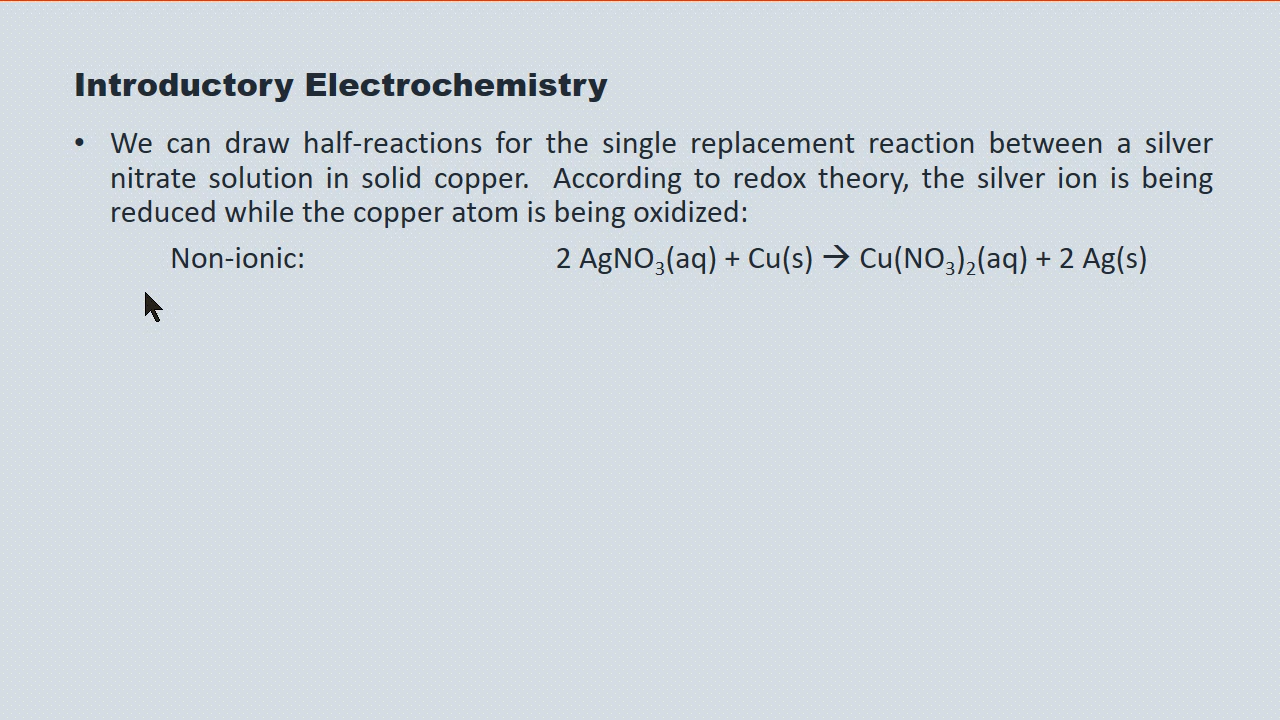 Introductory Electrochemistry
• We can draw half-reactions for the single replacement reaction between a silver
nitrate solution in solid copper. According to redox theory, the silver ion is being
reduced while the copper atom is being oxidized:
Non-ionic: 2 AgNO₃(aq) + Cu(s) → Cu(NO₃)₂(aq) + 2 Ag(s)